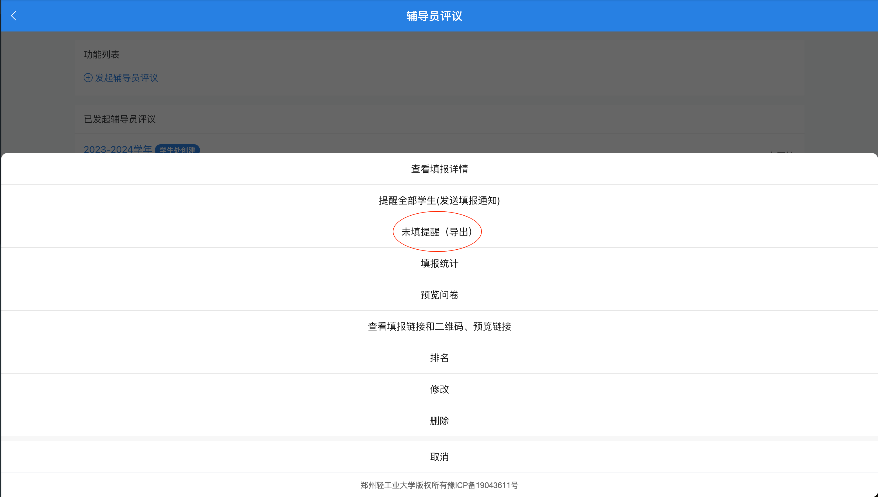 辅导员评议
功能列表
发起辅导员评议
已发起辅导员评议
2023-2024学年 学生处创建
查看填报详情
提醒全部学生(发送填报通知)
未填提醒（导出）
填报统计
预览问卷
查看填报链接和二维码、预览链接
排名
修改
删除
取消
郑州轻工业大学版权所有豫ICP备19043611号